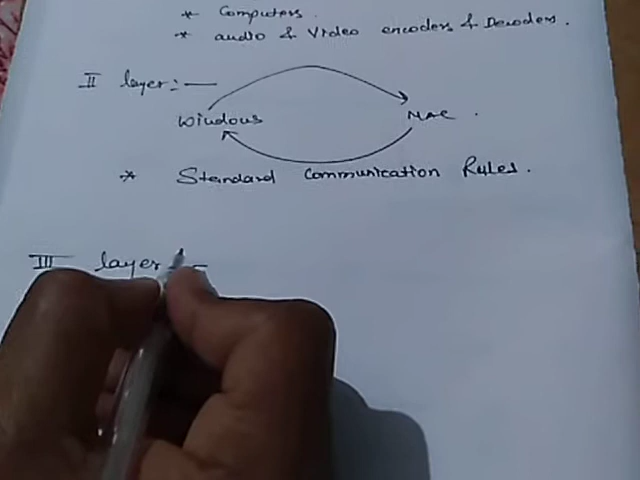 * Computers.
* audio & Video encoders & Decoders.
II layer:—
Windows MAC.
* Standard Communication Rules.
III layer:—